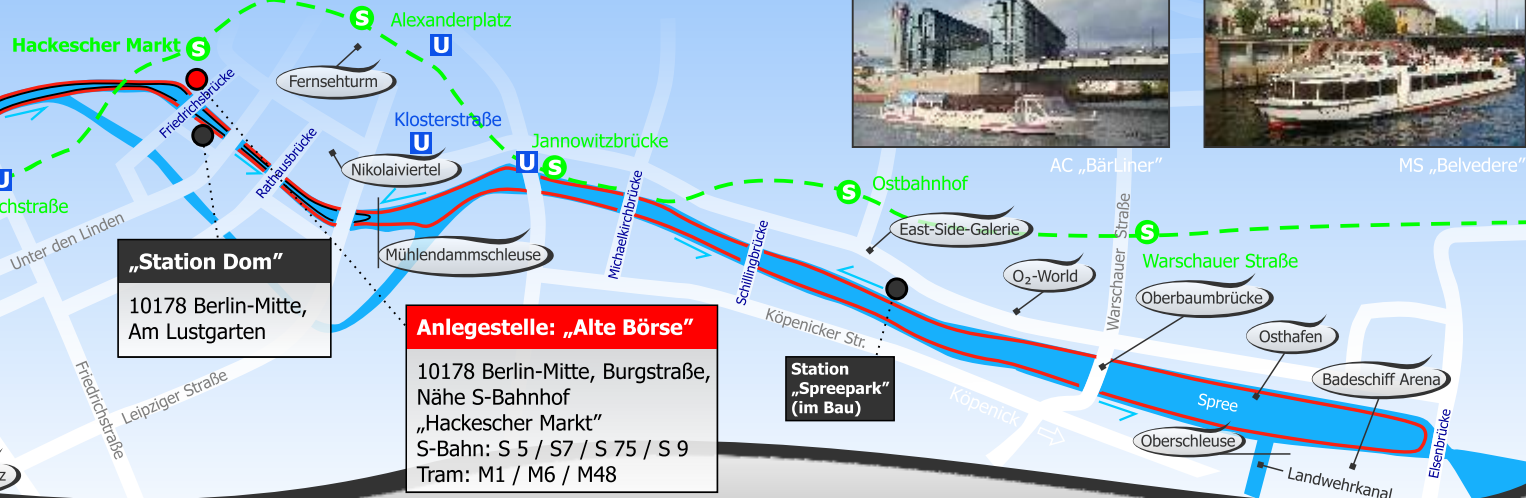 Hackescher Markt
S
S
Alexanderplatz
U
Fernsehturm
Friedrichsbrücke
Klosterstraße
U
Rathausbrücke
Nikolaiviertel
U
S
Jannowitzbrücke
U
chstraße
Unter den Linden
Mühlendammschleuse
Michaelkirchbrücke
Schillingbrücke
S
Ostbahnhof
East-Side-Galerie
AC „BärLiner”
MS „Belvedere”
Warschauer Straße
S
Warschauer Straße
O₂-World
Oberbaumbrücke
Osthafen
Badeschiff Arena
Spree
Oberschleuse
Landwehrkanal
Elsenbrücke
Köpenicker Str.
Köpenick
Station
„Spreepark”
(im Bau)
„Station Dom”
10178 Berlin-Mitte,
Am Lustgarten
Anlegestelle: „Alte Börse”
10178 Berlin-Mitte, Burgstraße,
Nähe S-Bahnhof
„Hackescher Markt”
S-Bahn: S 5 / S7 / S 75 / S 9
Tram: M1 / M6 / M48
Friedrichstraße
Leipziger Straße
z